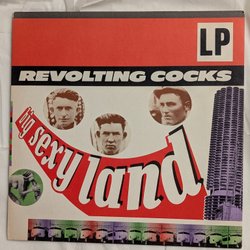 LP
REVOLTING COCKS
big sexy land